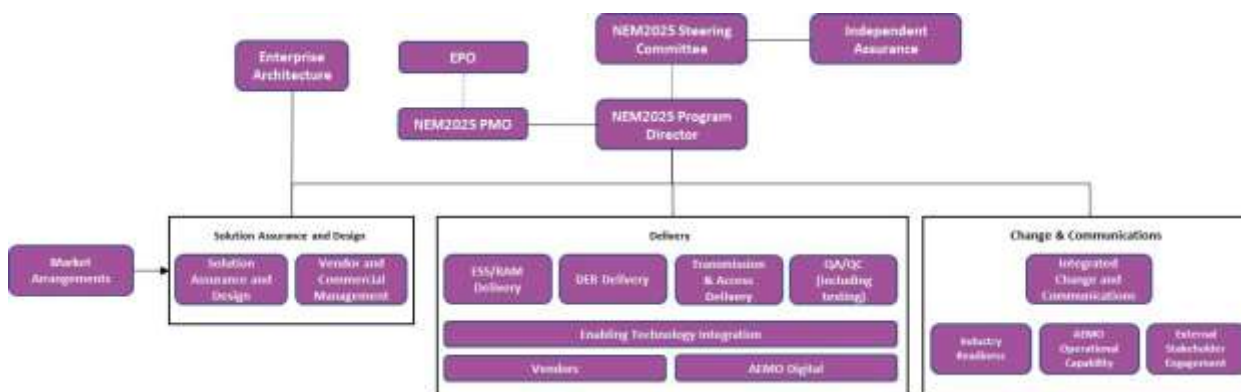 NEM2025 Steering
Committee
Independent
Assurance
Enterprise
Architecture
EPO
NEM2025 PMO
NEM2025 Program
Director
Market
Arrangements
Solution Assurance and Design
Solution
Assurance and
Design
Vendor and
Commercial
Management
Delivery
ESS/RAM
Delivery
DER Delivery
Transmission
& Access
Delivery
QA/QC
(including
testing)
Enabling Technology Integration
Vendors
AEMO Digital
Change & Communications
Integrated
Change and
Communications
Industry
Readiness
AEMO
Operational
Capability
External
Stakeholder
Engagement